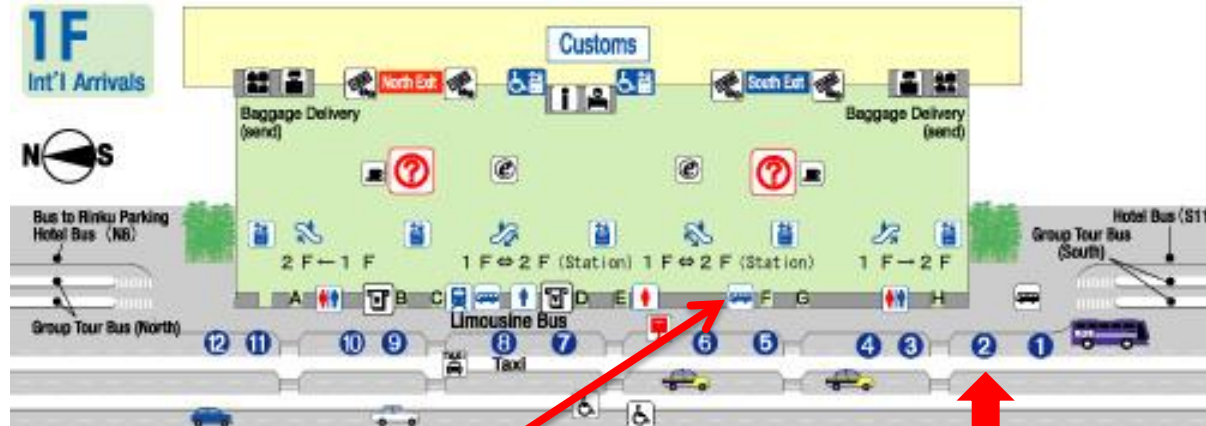 1F
Int'l Arrivals
Customs
North Exit
South Exit
Baggage Delivery
(send)
Baggage Delivery
(send)
N S
Bus to Rinku Parking
Hotel Bus (N6)
Hotel Bus (S11
Group Tour Bus
(South)
2 F ← 1 F
1 F ⇔ 2 F (Station)
1 F ⇔ 2 F (Station)
1 F → 2 F
A B C D E F G H
Group Tour Bus (North)
Limousine Bus
12 11 10 9 8 7 6 5 4 3 2 1
TAXI
Taxi